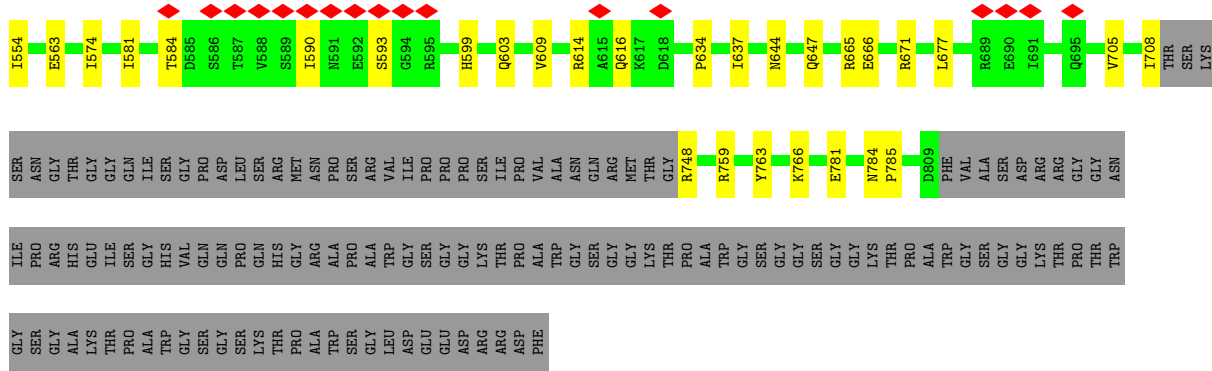 I554 E563 I574 I581 T584 D585 S586 T587 V588 S589 I590 N591 E592 S593 G594 R595 H599 Q603 V609 R614 A615 Q616 K617 D618 P634 I637 N644 Q647 R665 E666 R671 L677 R689 E690 I691 Q695 V705 I708 THR SER LYS
SER ASN GLY THR GLY GLY GLN ILE SER GLY PRO ASP LEU SER ARG MET ASN PRO SER ARG VAL ILE PRO PRO PRO SER ILE PRO VAL ALA ASN GLN ARG MET THR GLY R748 R759 Y763 K766 E781 N784 P785 D809 PHE VAL ALA SER ASP ARG ARG GLY GLY ASN
ILE PRO ARG HIS GLU ILE SER GLY HIS VAL GLN GLN PRO GLN HIS GLY ARG ALA PRO ALA TRP GLY SER GLY GLY LYS THR PRO ALA TRP GLY SER GLY GLY LYS THR PRO ALA TRP GLY SER GLY GLY SER GLY GLY LYS THR PRO ALA TRP GLY SER GLY GLY LYS THR PRO THR TRP
GLY SER GLY ALA LYS THR PRO ALA TRP GLY SER GLY SER LYS THR PRO ALA TRP SER GLY LEU ASP GLU GLU ASP ARG ARG ASP PHE